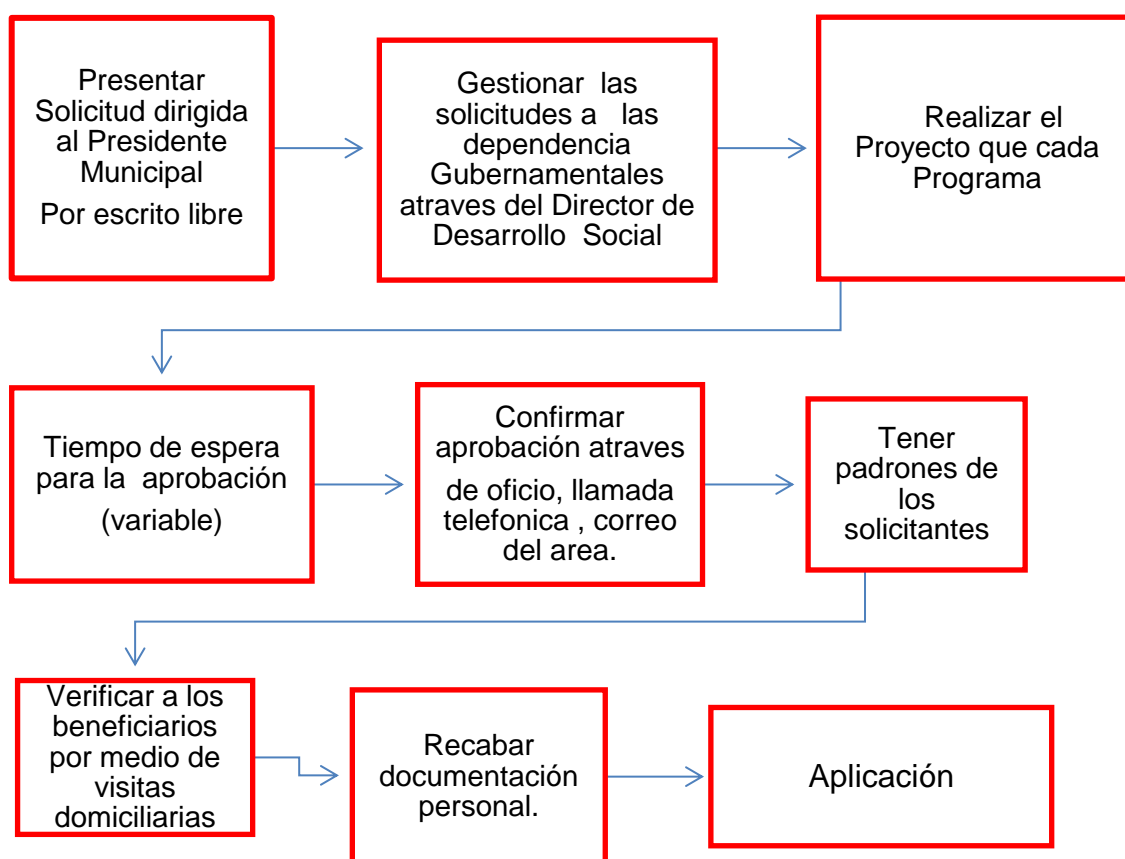 Presentar
Solicitud dirigida
al Presidente
Municipal
Por escrito libre
Gestionar las
solicitudes a las
dependencia
Gubernamentales
atraves del Director de
Desarrollo Social
Realizar el
Proyecto que cada
Programa
Tiempo de espera
para la aprobación
(variable)
Confirmar
aprobación atraves
de oficio, llamada
telefonica , correo
del area.
Tener
padrones de
los
solicitantes
Verificar a los
beneficiarios
por medio de
visitas
domiciliarias
Recabar
documentación
personal.
Aplicación